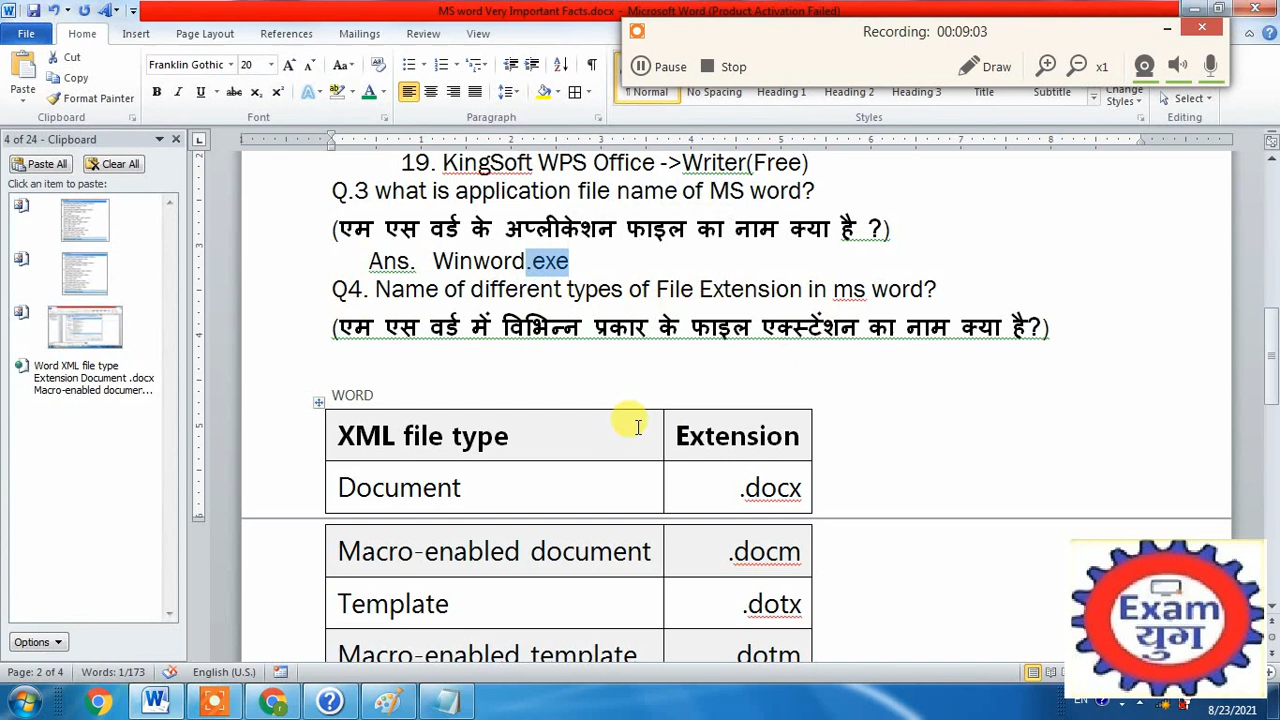 MS word Very Important Facts.docx - Microsoft Word (Product Activation Failed)
Recording: 00:09:03
Pause Stop Draw x1
File Home Insert Page Layout References Mailings Review View
Paste Cut Copy Format Painter
Franklin Gothic 20
Clipboard Font Paragraph Styles Editing
¶ Normal No Spacing Heading 1 Heading 2 Heading 3 Title Subtitle Change Styles Select
4 of 24 - Clipboard
Paste All Clear All
Click an item to paste:
Word XML file type
Extension Document .docx
Macro-enabled documer...
Options
19. KingSoft WPS Office ->Writer(Free)
Q.3 what is application file name of MS word?
(एम एस वर्ड के अप्लीकेशन फाइल का नाम क्या है ?)
Ans. Winword.exe
Q4. Name of different types of File Extension in ms word?
(एम एस वर्ड में विभिन्न प्रकार के फाइल एक्स्टेंशन का नाम क्या है?)
WORD
XML file type Extension
Document .docx
Macro-enabled document .docm
Template .dotx
Macro-enabled template .dotm
Exam
युग
Page: 2 of 4 Words: 1/173 English (U.S.)
EN
8/23/2021